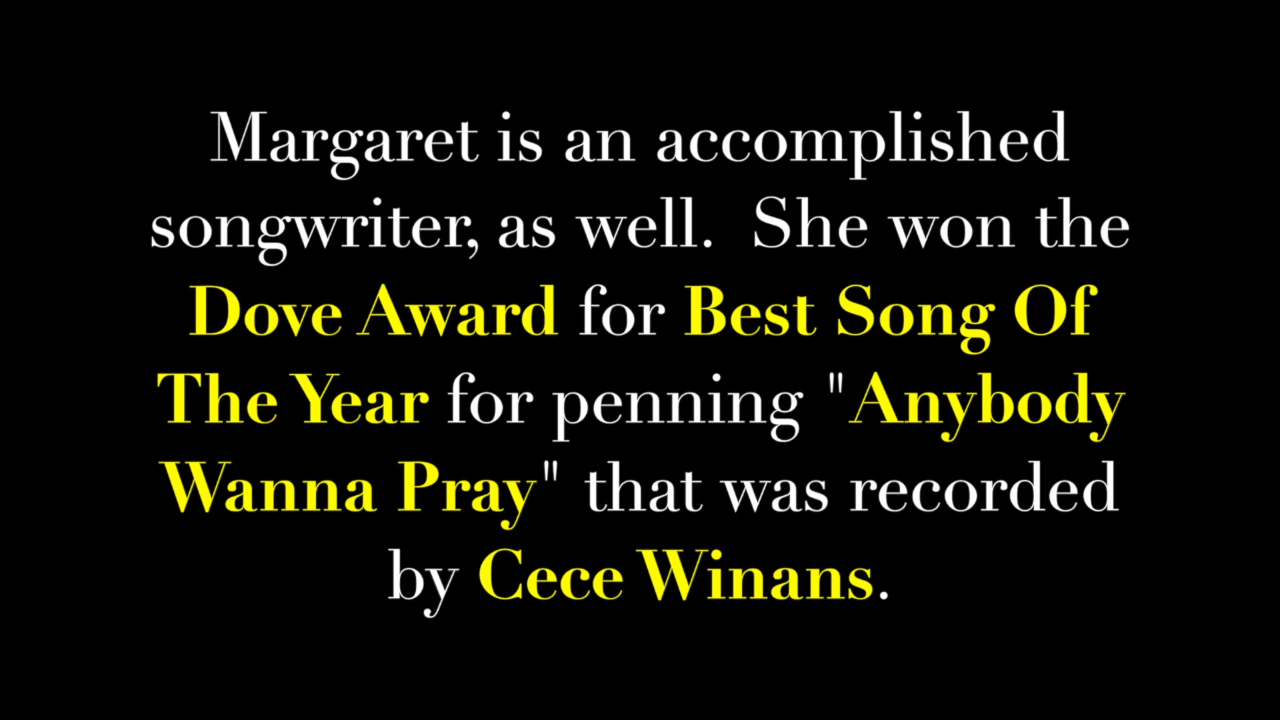 Margaret is an accomplished
songwriter, as well.  She won the
Dove Award for Best Song Of
The Year for penning "Anybody
Wanna Pray" that was recorded
by Cece Winans.